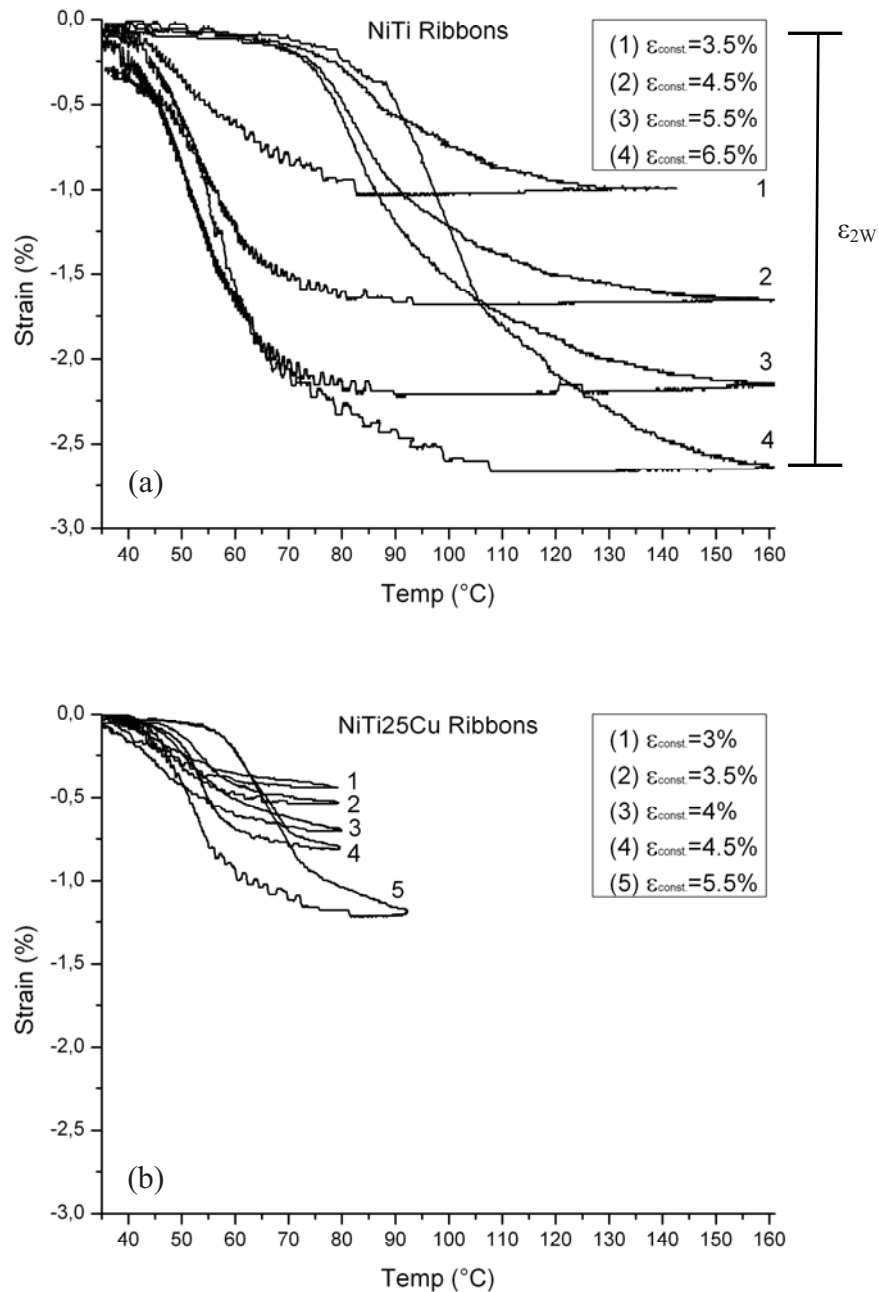 NiTi Ribbons
(1) εconst.=3.5%
(2) εconst.=4.5%
(3) εconst.=5.5%
(4) εconst.=6.5%
0,0
-0,5
-1,0
-1,5
-2,0
-2,5
-3,0
Strain (%)
1
2
3
4
ε2W
(a)
40 50 60 70 80 90 100 110 120 130 140 150 160
Temp (°C)
NiTi25Cu Ribbons
(1) εconst.=3%
(2) εconst.=3.5%
(3) εconst.=4%
(4) εconst.=4.5%
(5) εconst.=5.5%
0,0
-0,5
-1,0
-1,5
-2,0
-2,5
-3,0
Strain (%)
1
2
3
4
5
(b)
40 50 60 70 80 90 100 110 120 130 140 150 160
Temp (°C)